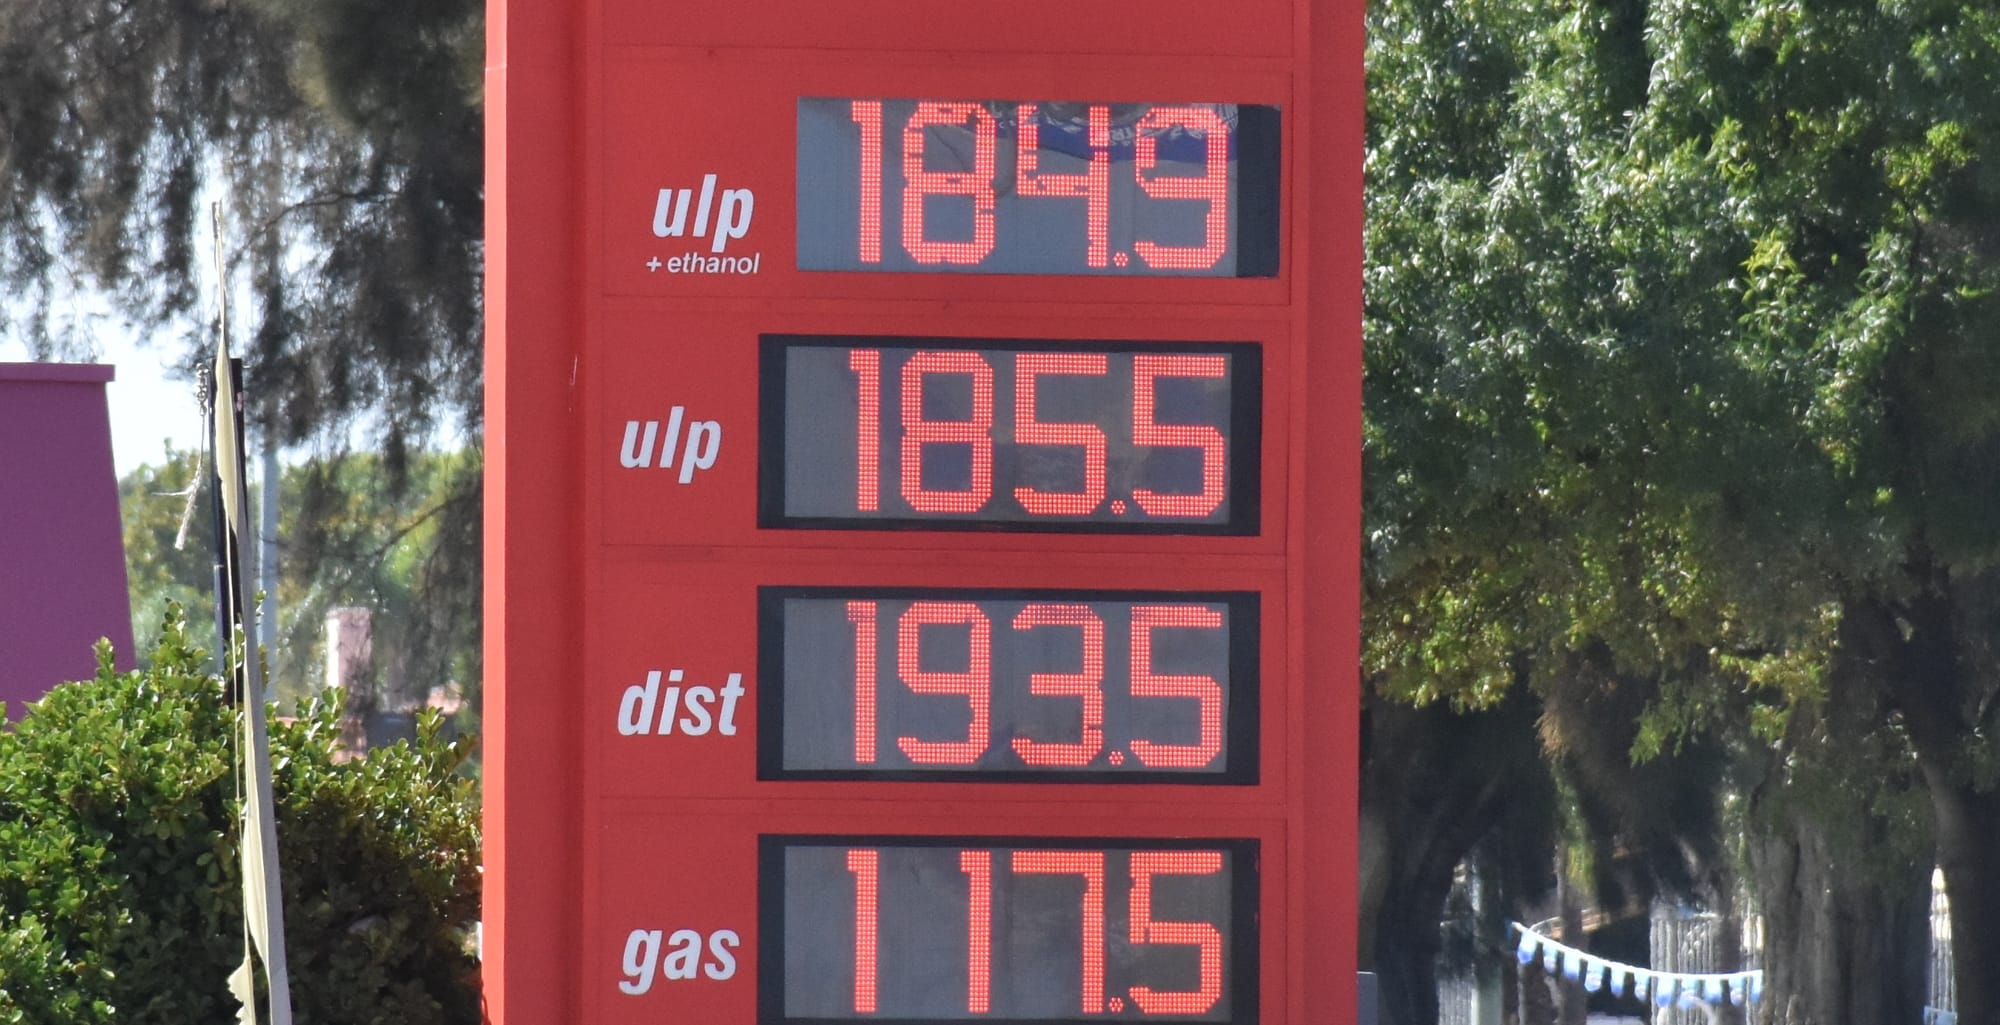 ulp 184.9
+ ethanol
ulp 185.5
dist 193.5
gas 117.5